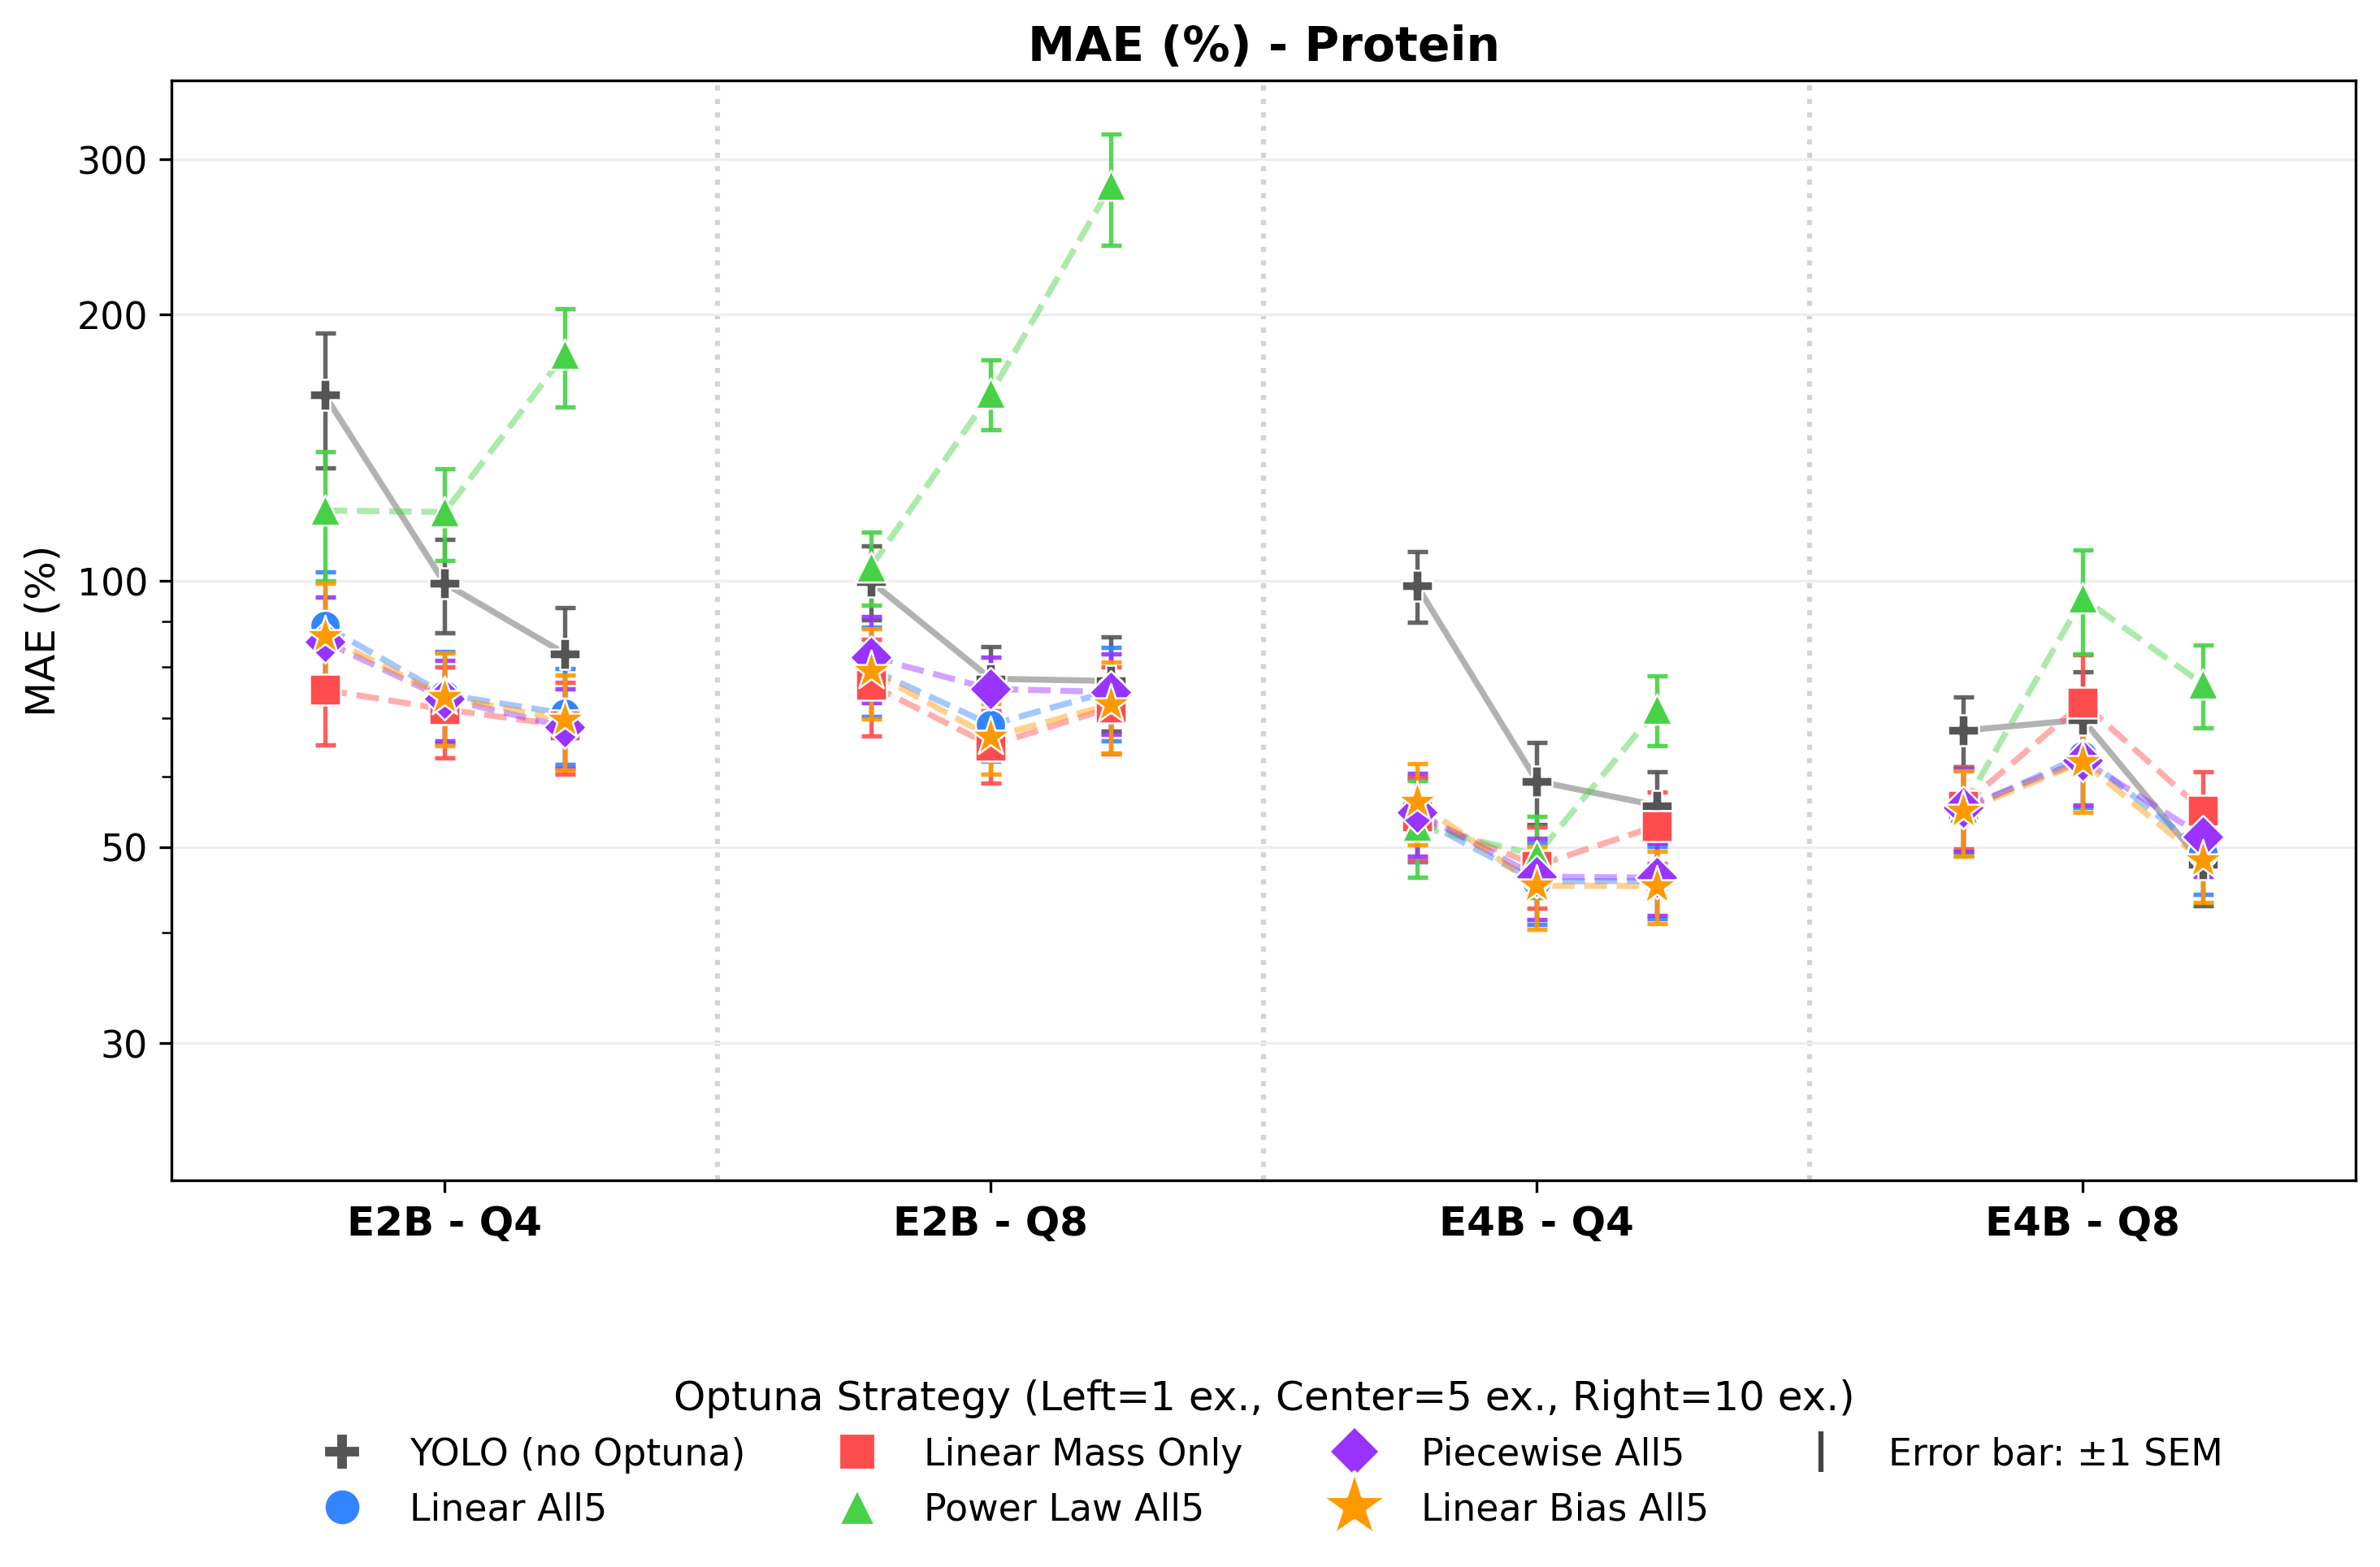 MAE (%) - Protein
MAE (%)
300
200
100
50
30
E2B - Q4
E2B - Q8
E4B - Q4
E4B - Q8
Optuna Strategy (Left=1 ex., Center=5 ex., Right=10 ex.)
YOLO (no Optuna)
Linear Mass Only
Piecewise All5
Error bar: ±1 SEM
Linear All5
Power Law All5
Linear Bias All5